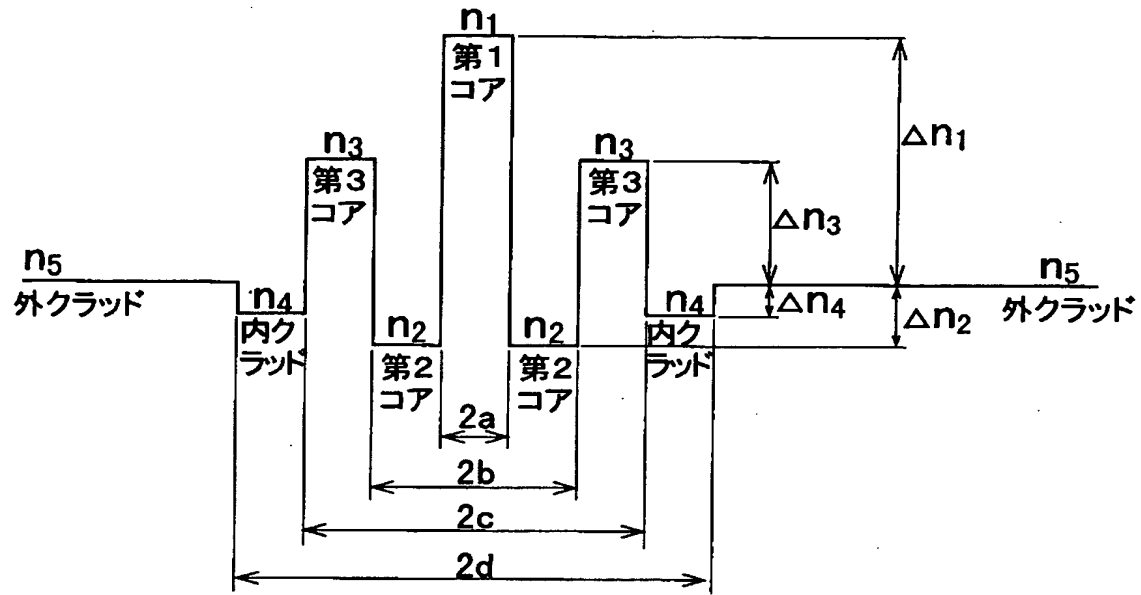 n1
第1
コア
n3
第3
コア
n3
第3
コア
△n1
△n3
n5
外クラッド
n4
内ク
ラッド
n2
第2
コア
n2
第2
コア
n4
内ク
ラッド
△n4
△n2
n5
外クラッド
2a
2b
2c
2d